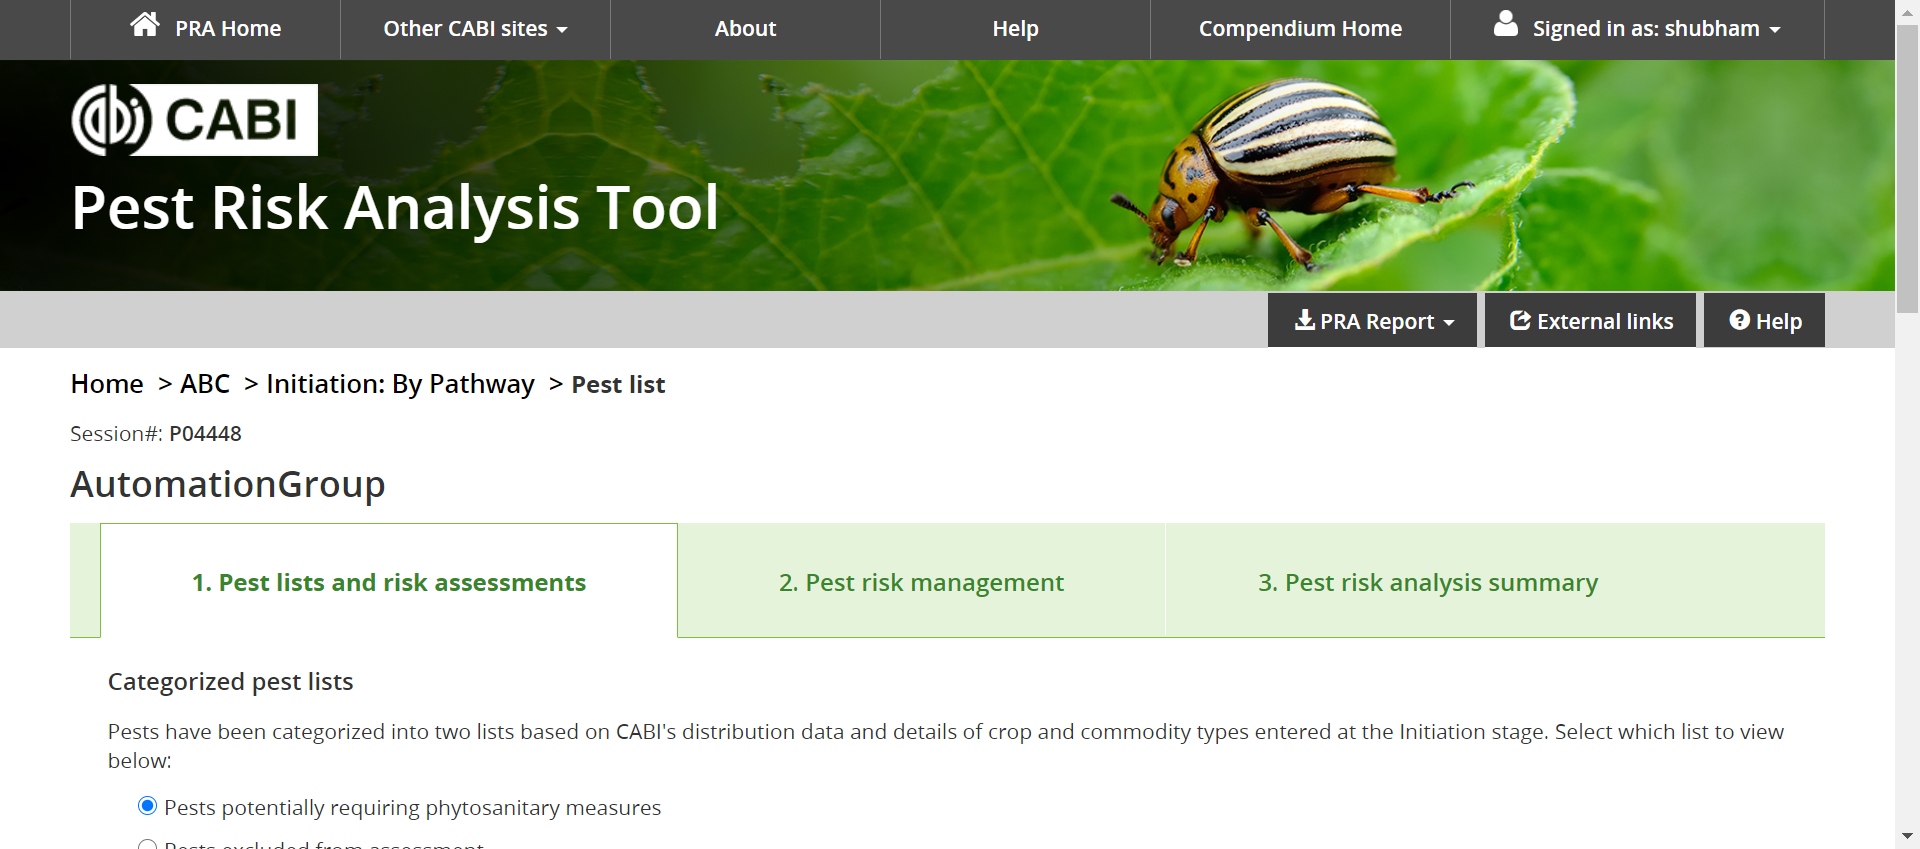 PRA Home
Other CABI sites
About
Help
Compendium Home
Signed in as: shubham
CABI
Pest Risk Analysis Tool
PRA Report
External links
Help
Home > ABC > Initiation: By Pathway > Pest list
Session#: P04448
AutomationGroup
1. Pest lists and risk assessments
2. Pest risk management
3. Pest risk analysis summary
Categorized pest lists
Pests have been categorized into two lists based on CABI's distribution data and details of crop and commodity types entered at the Initiation stage. Select which list to view
below:
Pests potentially requiring phytosanitary measures
Pests excluded from assessment